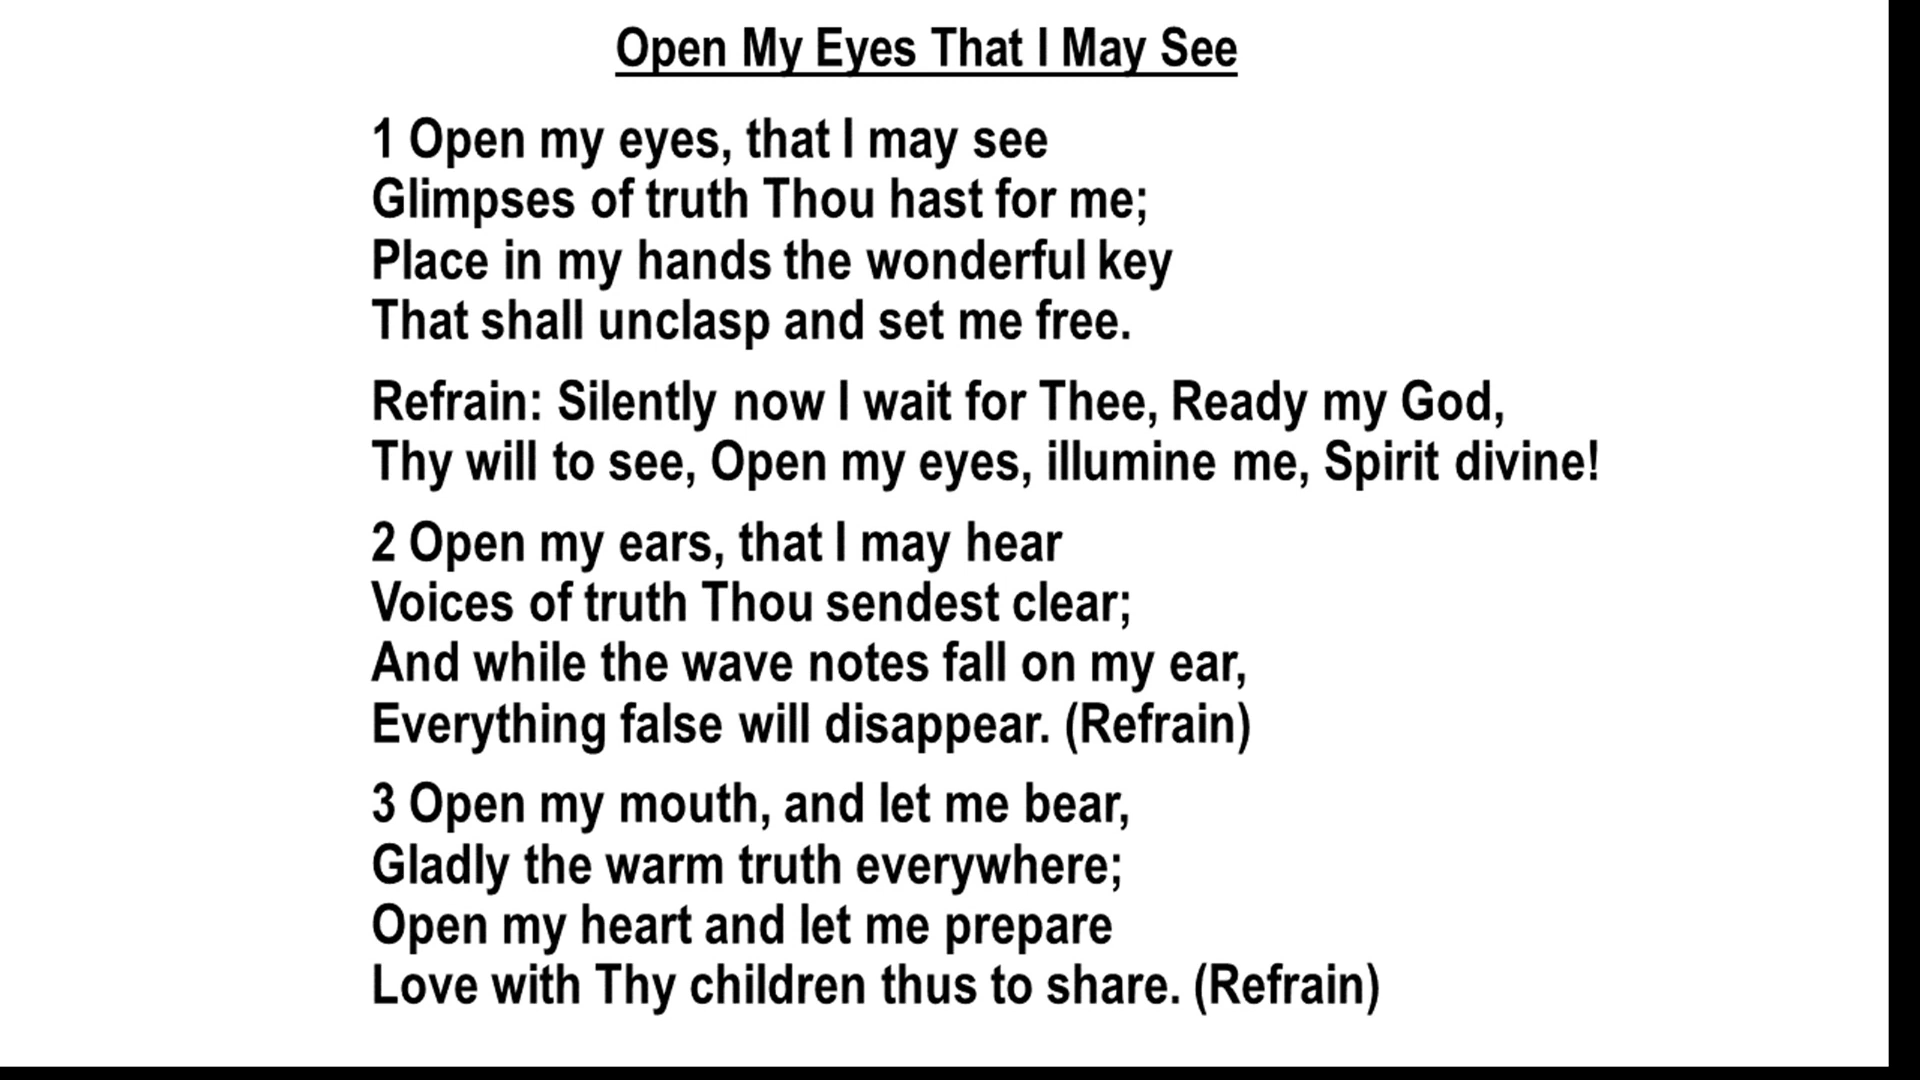 Open My Eyes That I May See
1 Open my eyes, that I may see
Glimpses of truth Thou hast for me;
Place in my hands the wonderful key
That shall unclasp and set me free.
Refrain: Silently now I wait for Thee, Ready my God,
Thy will to see, Open my eyes, illumine me, Spirit divine!
2 Open my ears, that I may hear
Voices of truth Thou sendest clear;
And while the wave notes fall on my ear,
Everything false will disappear. (Refrain)
3 Open my mouth, and let me bear,
Gladly the warm truth everywhere;
Open my heart and let me prepare
Love with Thy children thus to share. (Refrain)